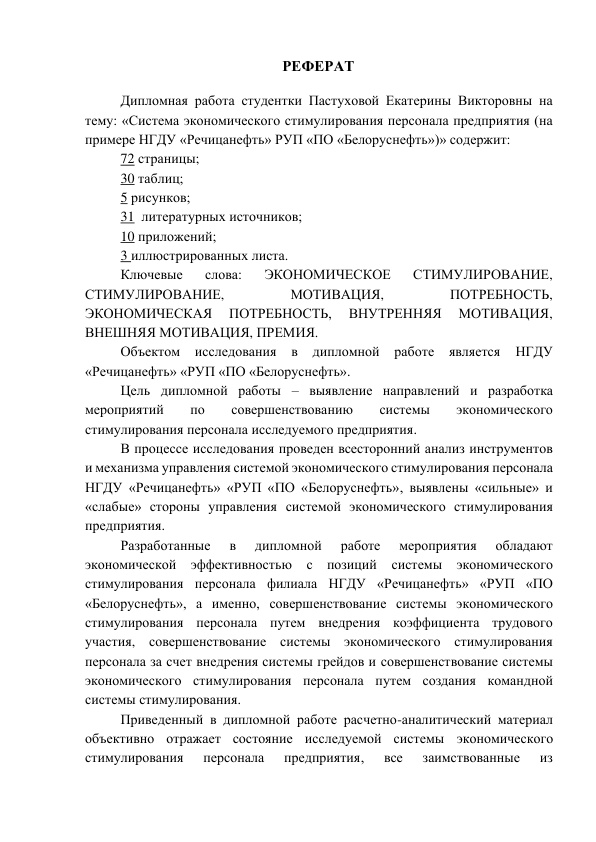 РЕФЕРАТ
Дипломная работа студентки Пастуховой Екатерины Викторовны на
тему: «Система экономического стимулирования персонала предприятия (на
примере НГДУ «Речицанефть» РУП «ПО «Белоруснефть»)» содержит:
72 страницы;
30 таблиц;
5 рисунков;
31 литературных источников;
10 приложений;
3 иллюстрированных листа.
Ключевые слова: ЭКОНОМИЧЕСКОЕ СТИМУЛИРОВАНИЕ,
СТИМУЛИРОВАНИЕ, МОТИВАЦИЯ, ПОТРЕБНОСТЬ,
ЭКОНОМИЧЕСКАЯ ПОТРЕБНОСТЬ, ВНУТРЕННЯЯ МОТИВАЦИЯ,
ВНЕШНЯЯ МОТИВАЦИЯ, ПРЕМИЯ.
Объектом исследования в дипломной работе является НГДУ
«Речицанефть» «РУП «ПО «Белоруснефть».
Цель дипломной работы – выявление направлений и разработка
мероприятий по совершенствованию системы экономического
стимулирования персонала исследуемого предприятия.
В процессе исследования проведен всесторонний анализ инструментов
и механизма управления системой экономического стимулирования персонала
НГДУ «Речицанефть» «РУП «ПО «Белоруснефть», выявлены «сильные» и
«слабые» стороны управления системой экономического стимулирования
предприятия.
Разработанные в дипломной работе мероприятия обладают
экономической эффективностью с позиций системы экономического
стимулирования персонала филиала НГДУ «Речицанефть» «РУП «ПО
«Белоруснефть», а именно, совершенствование системы экономического
стимулирования персонала путем внедрения коэффициента трудового
участия, совершенствование системы экономического стимулирования
персонала за счет внедрения системы грейдов и совершенствование системы
экономического стимулирования персонала путем создания командной
системы стимулирования.
Приведенный в дипломной работе расчетно-аналитический материал
объективно отражает состояние исследуемой системы экономического
стимулирования персонала предприятия, все заимствованные из